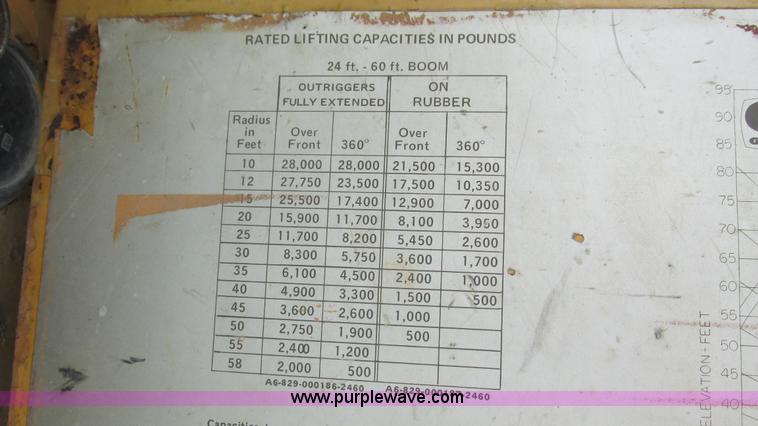 RATED LIFTING CAPACITIES IN POUNDS
24 ft. - 60 ft. BOOM
OUTRIGGERS FULLY EXTENDED ON RUBBER
Radius in Feet Over Front 360° Over Front 360°
10 28,000 28,000 21,500 15,300
12 27,750 23,500 17,500 10,350
15 25,500 17,400 12,900 7,000
20 15,900 11,700 8,100 3,950
25 11,700 8,200 5,450 2,600
30 8,300 5,750 3,600 1,700
35 6,100 4,500 2,400 1,000
40 4,900 3,300 1,500 500
45 3,600 2,600 1,000
50 2,750 1,900 500
55 2,400 1,200
58 2,000 500
A6-829-000186-2460 A6-829-000187-2460
www.purplewave.com
95
90
85
80
75
70
65
60
55
50
45
40
ELEVATION - FEET